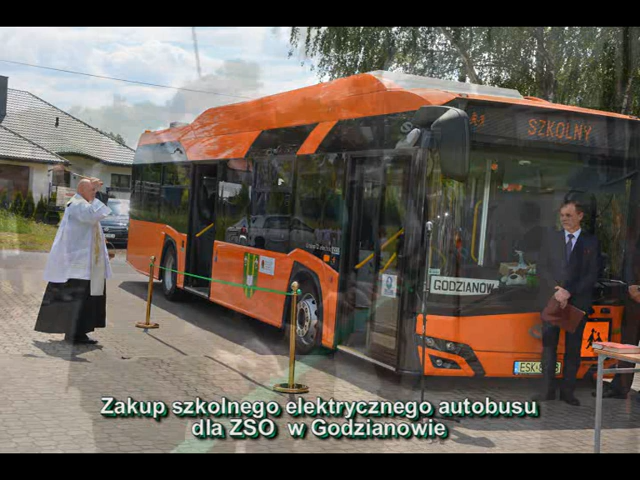 SZKOLNY
GODZIANOW
Zakup szkolnego elektrycznego autobusu
dla ZSO w Godzianowie